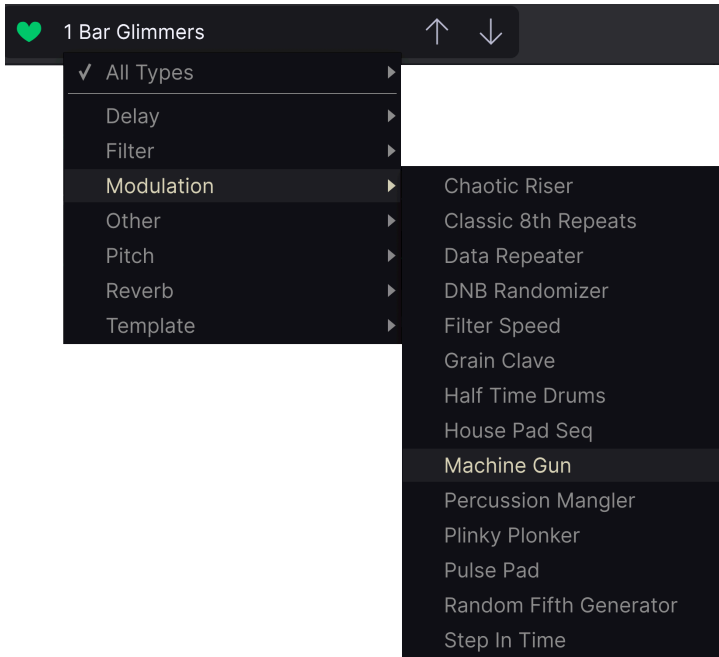 1 Bar Glimmers
All Types
Delay
Filter
Modulation
Other
Pitch
Reverb
Template
Chaotic Riser
Classic 8th Repeats
Data Repeater
DNB Randomizer
Filter Speed
Grain Clave
Half Time Drums
House Pad Seq
Machine Gun
Percussion Mangler
Plinky Plonker
Pulse Pad
Random Fifth Generator
Step In Time